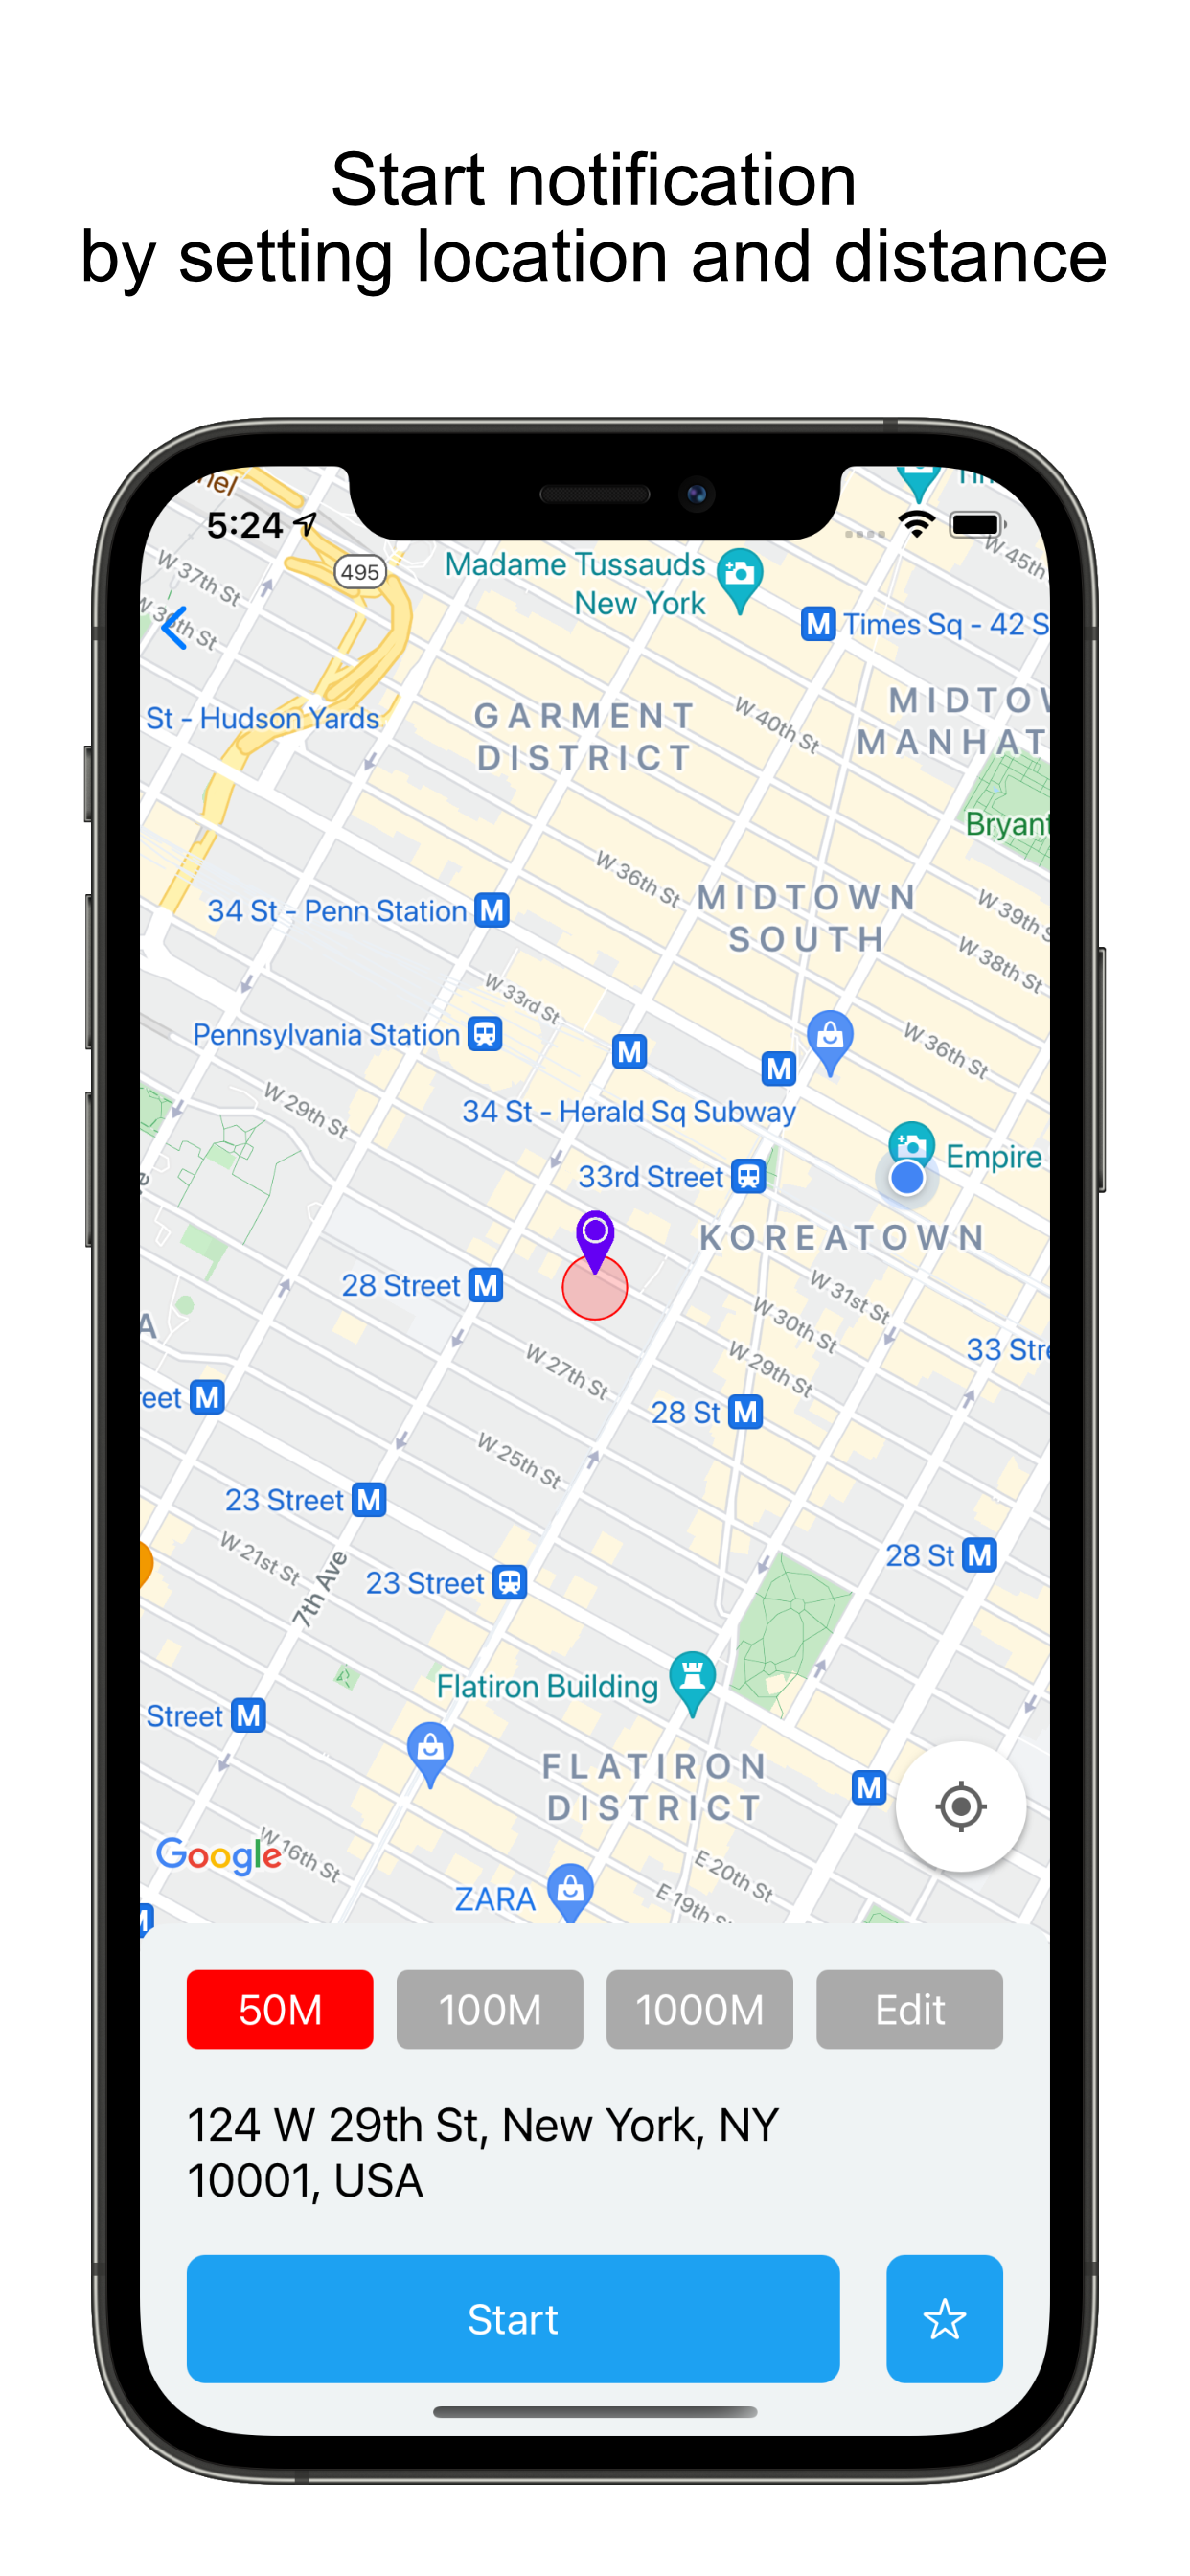 Start notification
by setting location and distance
nel
5:24
495
W 37th St
Madame Tussauds
New York
W 45th
Times Sq - 42 S
St - Hudson Yards
GARMENT
DISTRICT
W 40th St
MIDTOW
MANHAT
Bryant
W 36th St
MIDTOWN
SOUTH
W 39th S
W 38th St
34 St - Penn Station M
W 33rd St
Pennsylvania Station
M
M
W 36th St
W 29th St
34 St - Herald Sq Subway
Empire
33rd Street
KOREATOWN
28 Street M
W 31st St
W 30th St
W 29th St
33 Stre
A
W 27th St
eet M
28 St M
W 25th St
23 Street M
W 21st St
7th Ave
23 Street
28 St M
Flatiron Building
Street M
FLATIRON
DISTRICT
M
Google
W 16th St
E 20th St
ZARA
E 19th S
50M
100M
1000M
Edit
124 W 29th St, New York, NY
10001, USA
Start